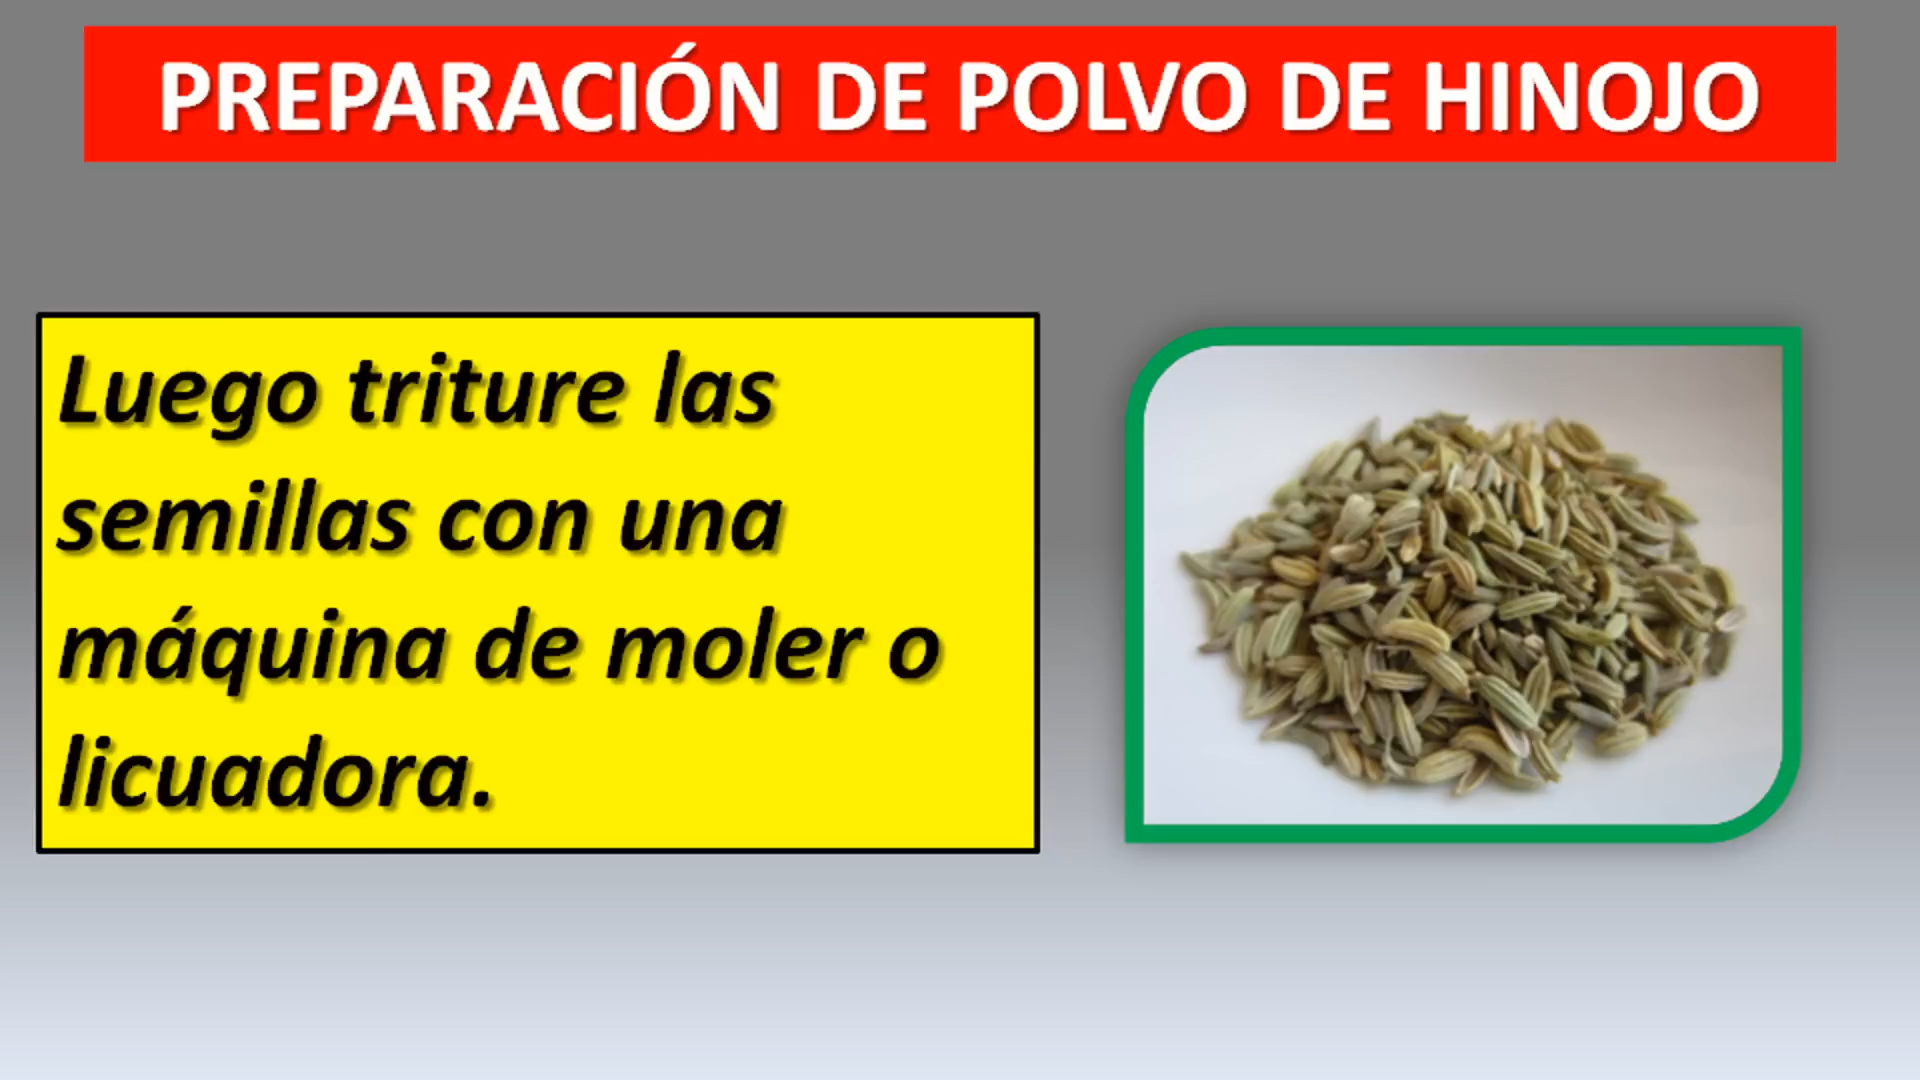 PREPARACIÓN DE POLVO DE HINOJO
Luego triture las
semillas con una
máquina de moler o
licuadora.